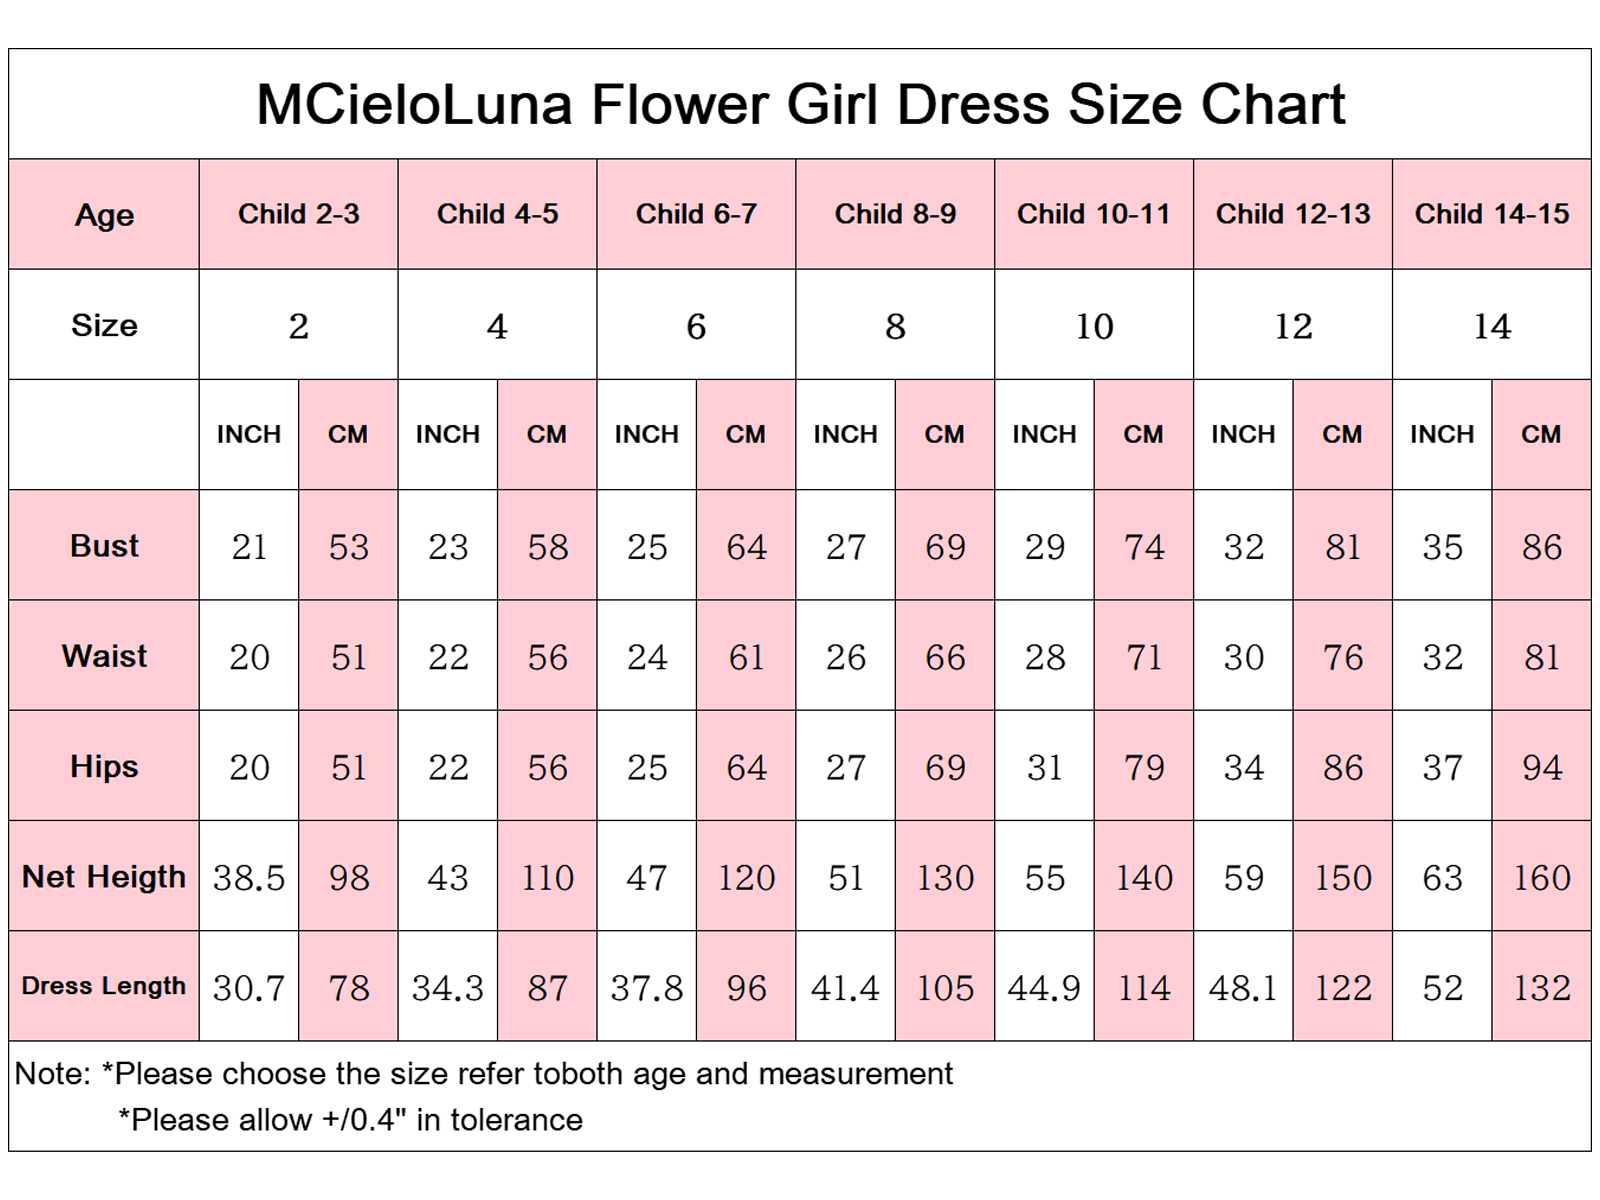 MCieloLuna Flower Girl Dress Size Chart
Age Child 2-3 Child 4-5 Child 6-7 Child 8-9 Child 10-11 Child 12-13 Child 14-15
Size 2 4 6 8 10 12 14
INCH CM INCH CM INCH CM INCH CM INCH CM INCH CM INCH CM
Bust 21 53 23 58 25 64 27 69 29 74 32 81 35 86
Waist 20 51 22 56 24 61 26 66 28 71 30 76 32 81
Hips 20 51 22 56 25 64 27 69 31 79 34 86 37 94
Net Heigth 38.5 98 43 110 47 120 51 130 55 140 59 150 63 160
Dress Length 30.7 78 34.3 87 37.8 96 41.4 105 44.9 114 48.1 122 52 132
Note: *Please choose the size refer toboth age and measurement
*Please allow +/0.4" in tolerance